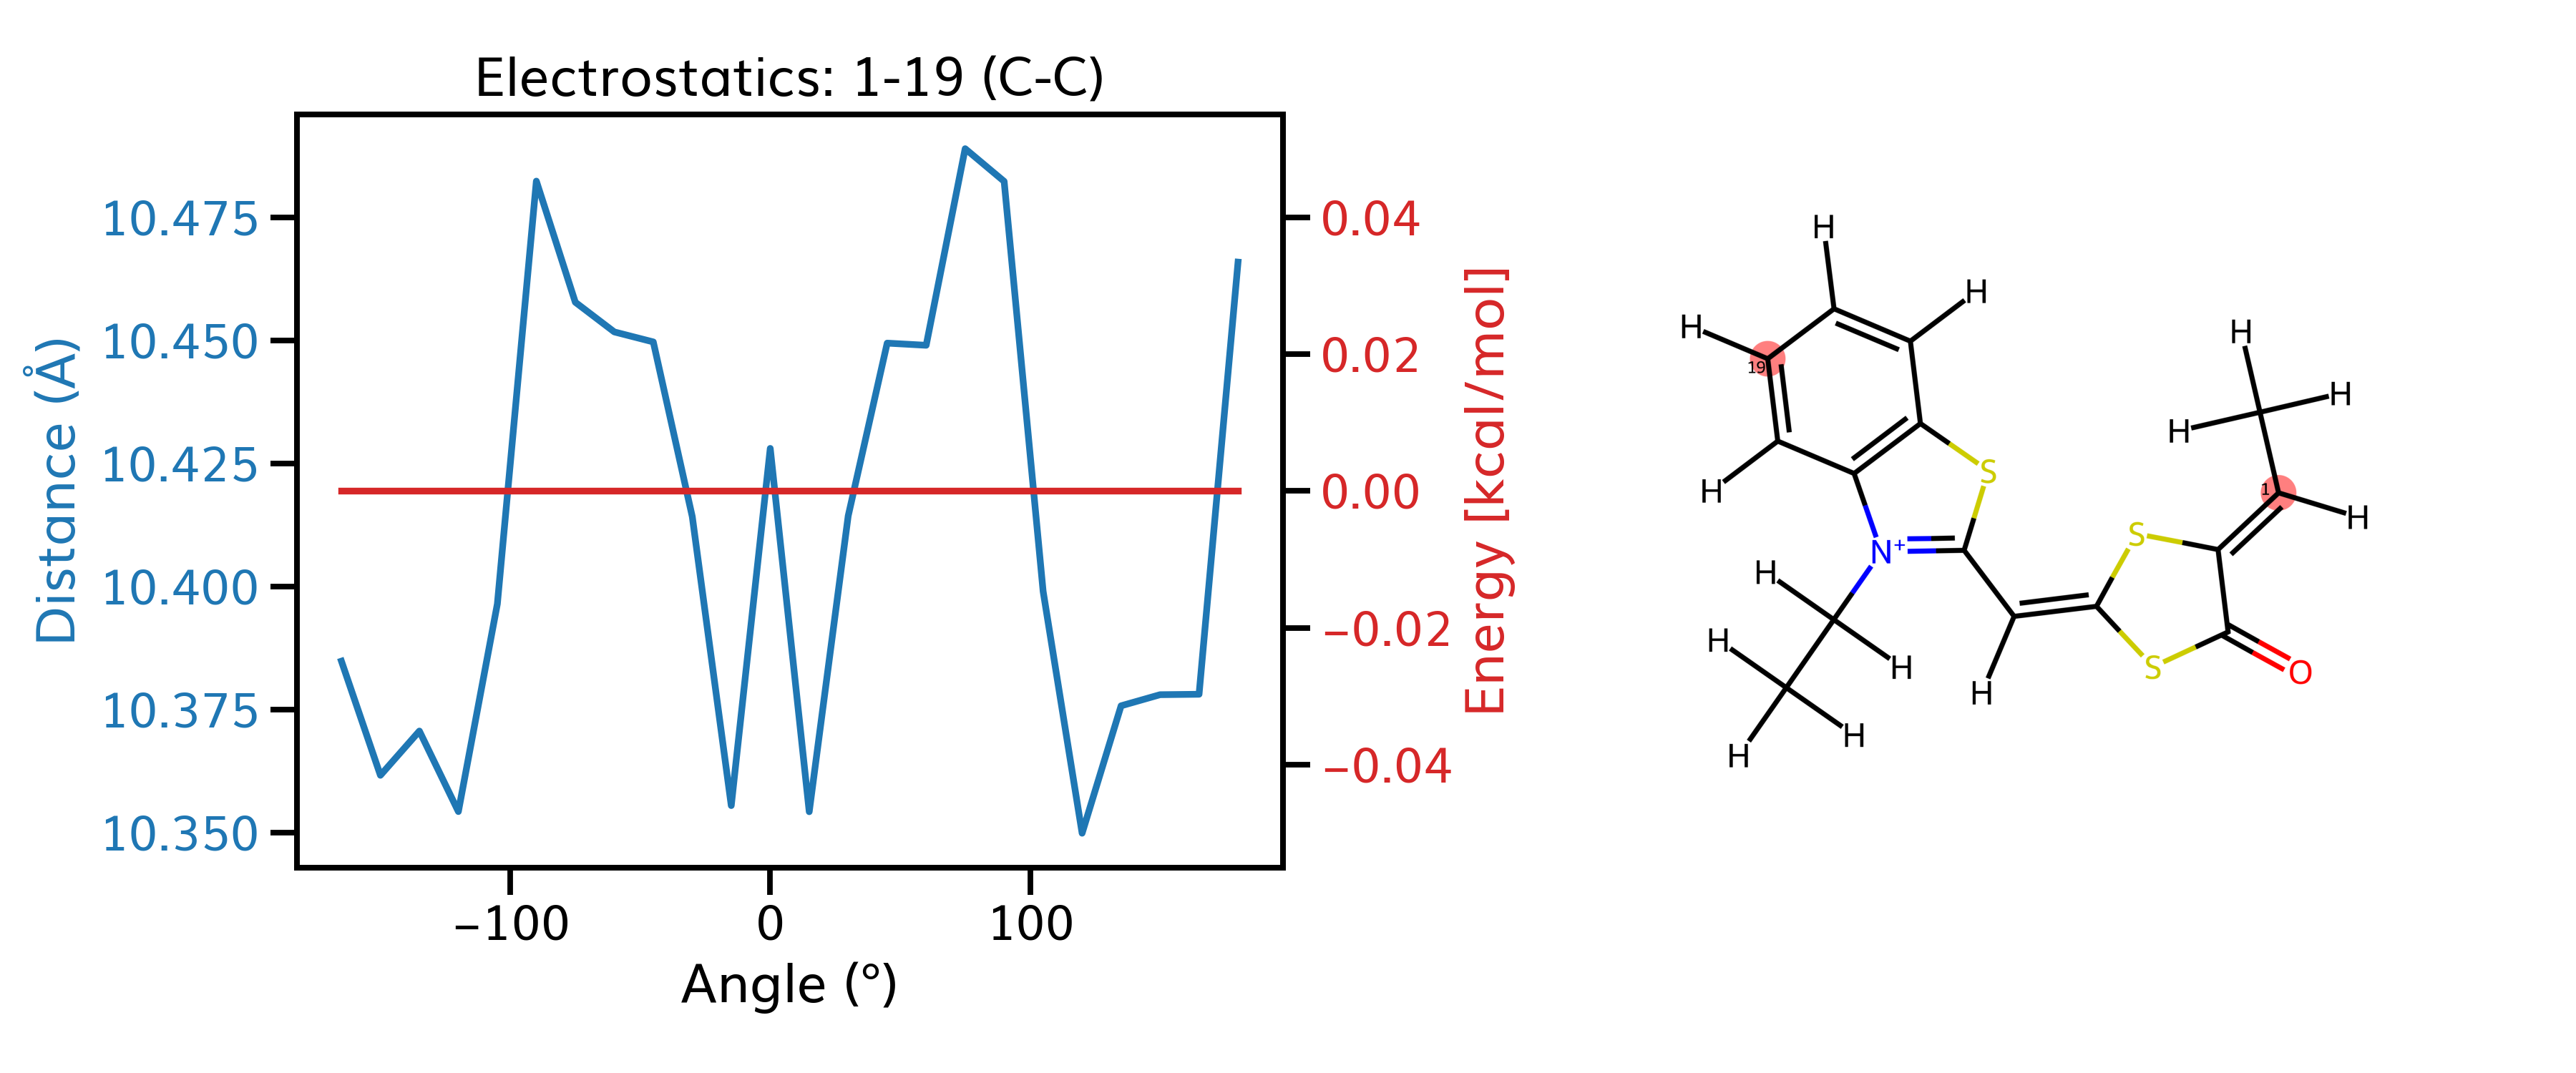 Electrostatics: 1-19 (C-C)
10.475
10.450
10.425
10.400
10.375
10.350
Distance (Å)
0.04
0.02
0.00
−0.02
−0.04
Energy [kcal/mol]
−100
0
100
Angle (°)
H
H
H
19
H
H
H
H
1
H
S
H
S
N⁺
H
H
H
S
O
H
H
H